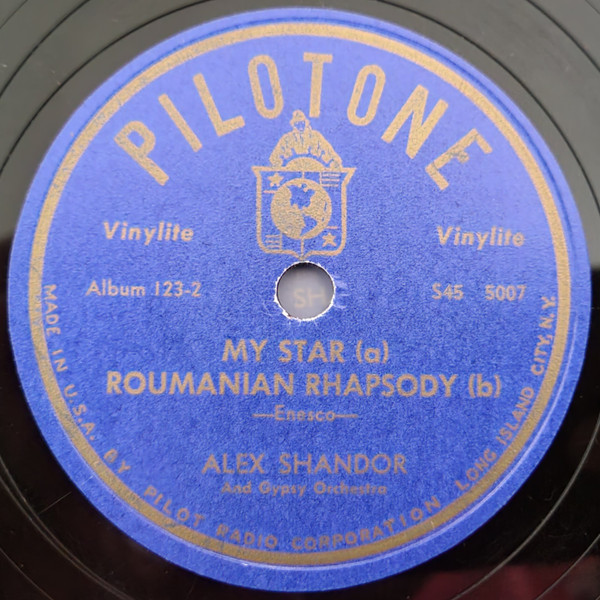 PILOTONE
Vinylite
Vinylite
Album 123-2
S45 5007
SH
MY STAR (a)
ROUMANIAN RHAPSODY (b)
—Enesco—
ALEX SHANDOR
And Gypsy Orchestra
MADE IN U.S.A. BY PILOT RADIO CORPORATION LONG ISLAND CITY, N.Y.